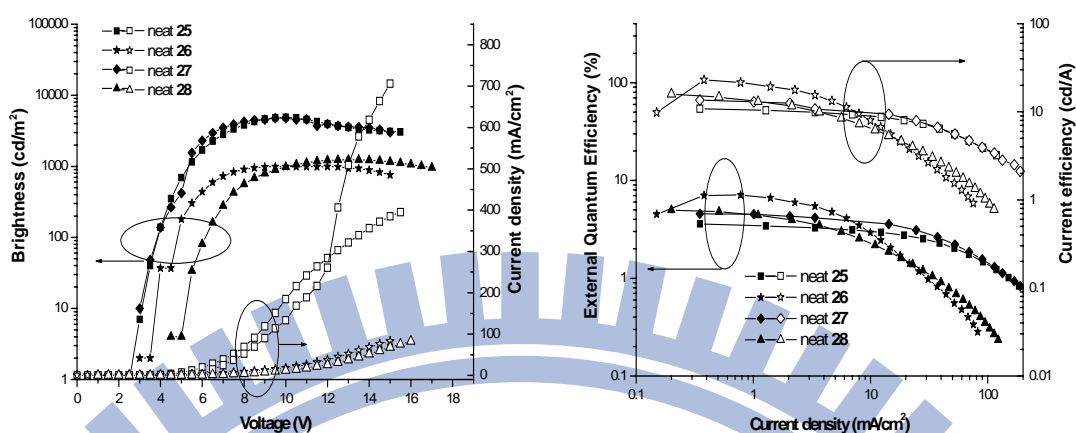 Brightness (cd/m²)
100000
10000
1000
100
10
1
neat 25
neat 26
neat 27
neat 28
0 2 4 6 8 10 12 14 16 18
Voltage (V)
800
700
600
500
400
300
200
100
0
Current density (mA/cm²)
External Quantum Efficiency (%)
100
10
1
0.1
neat 25
neat 26
neat 27
neat 28
0.1 1 10 100
Current density (mA/cm²)
100
10
1
0.1
0.01
Current efficiency (cd/A)